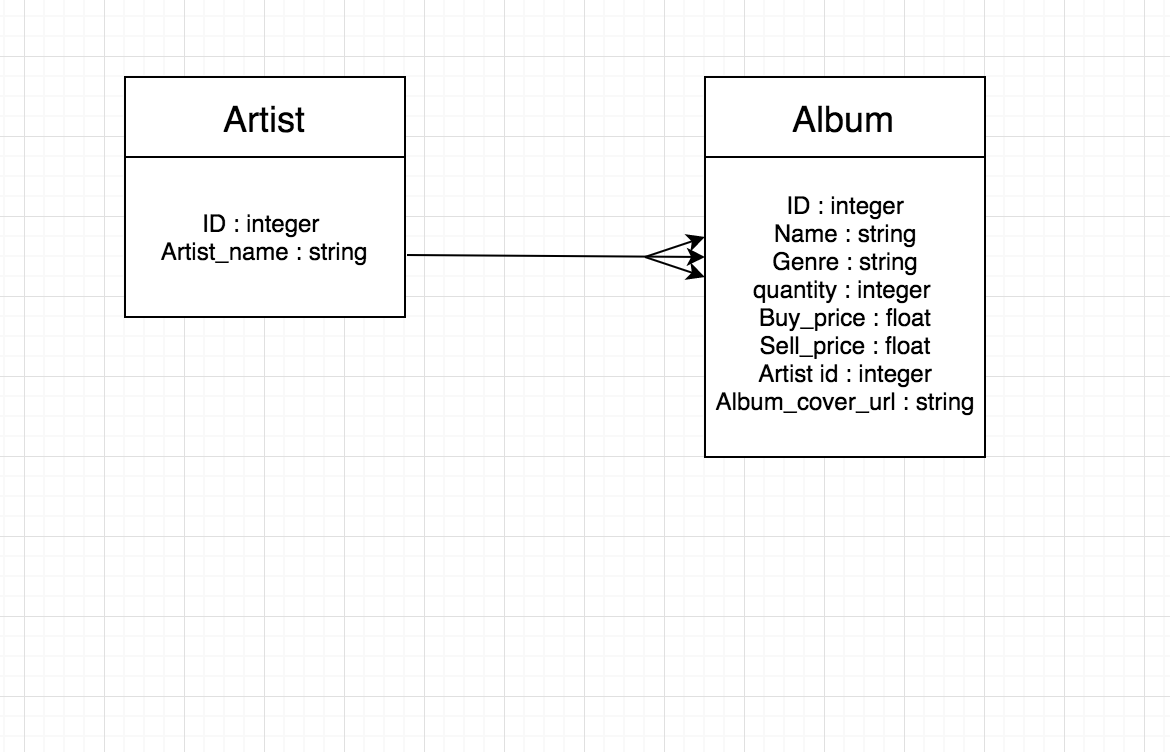 Artist
ID : integer
Artist_name : string
Album
ID : integer
Name : string
Genre : string
quantity : integer
Buy_price : float
Sell_price : float
Artist id : integer
Album_cover_url : string